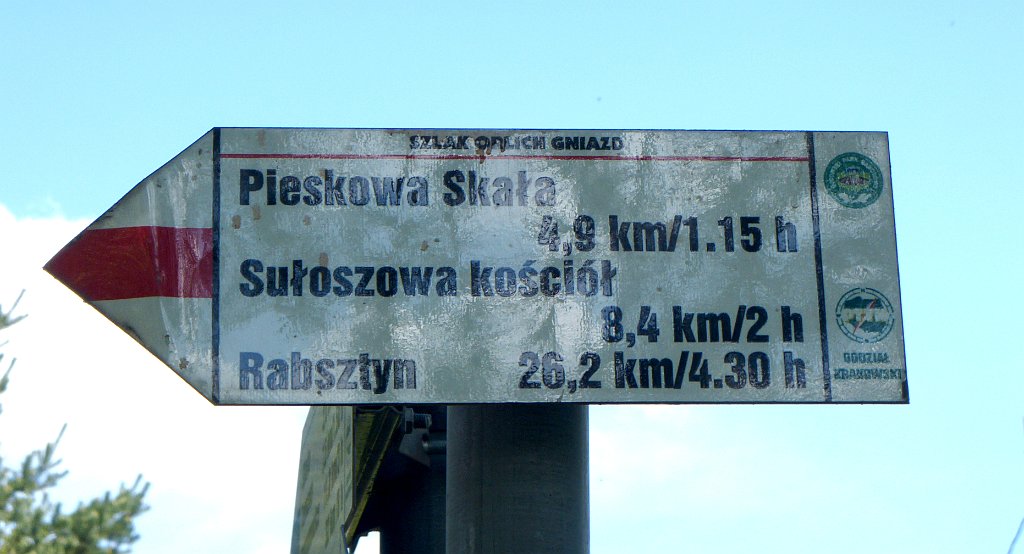 SZLAK ORLICH GNIAZD
Pieskowa Skała
4,9 km/1.15 h
Sułoszowa kościół
8,4 km/2 h
Rabsztyn 26,2 km/4.30 h
PTTK
ODDZIAŁ
KRAKOWSKI